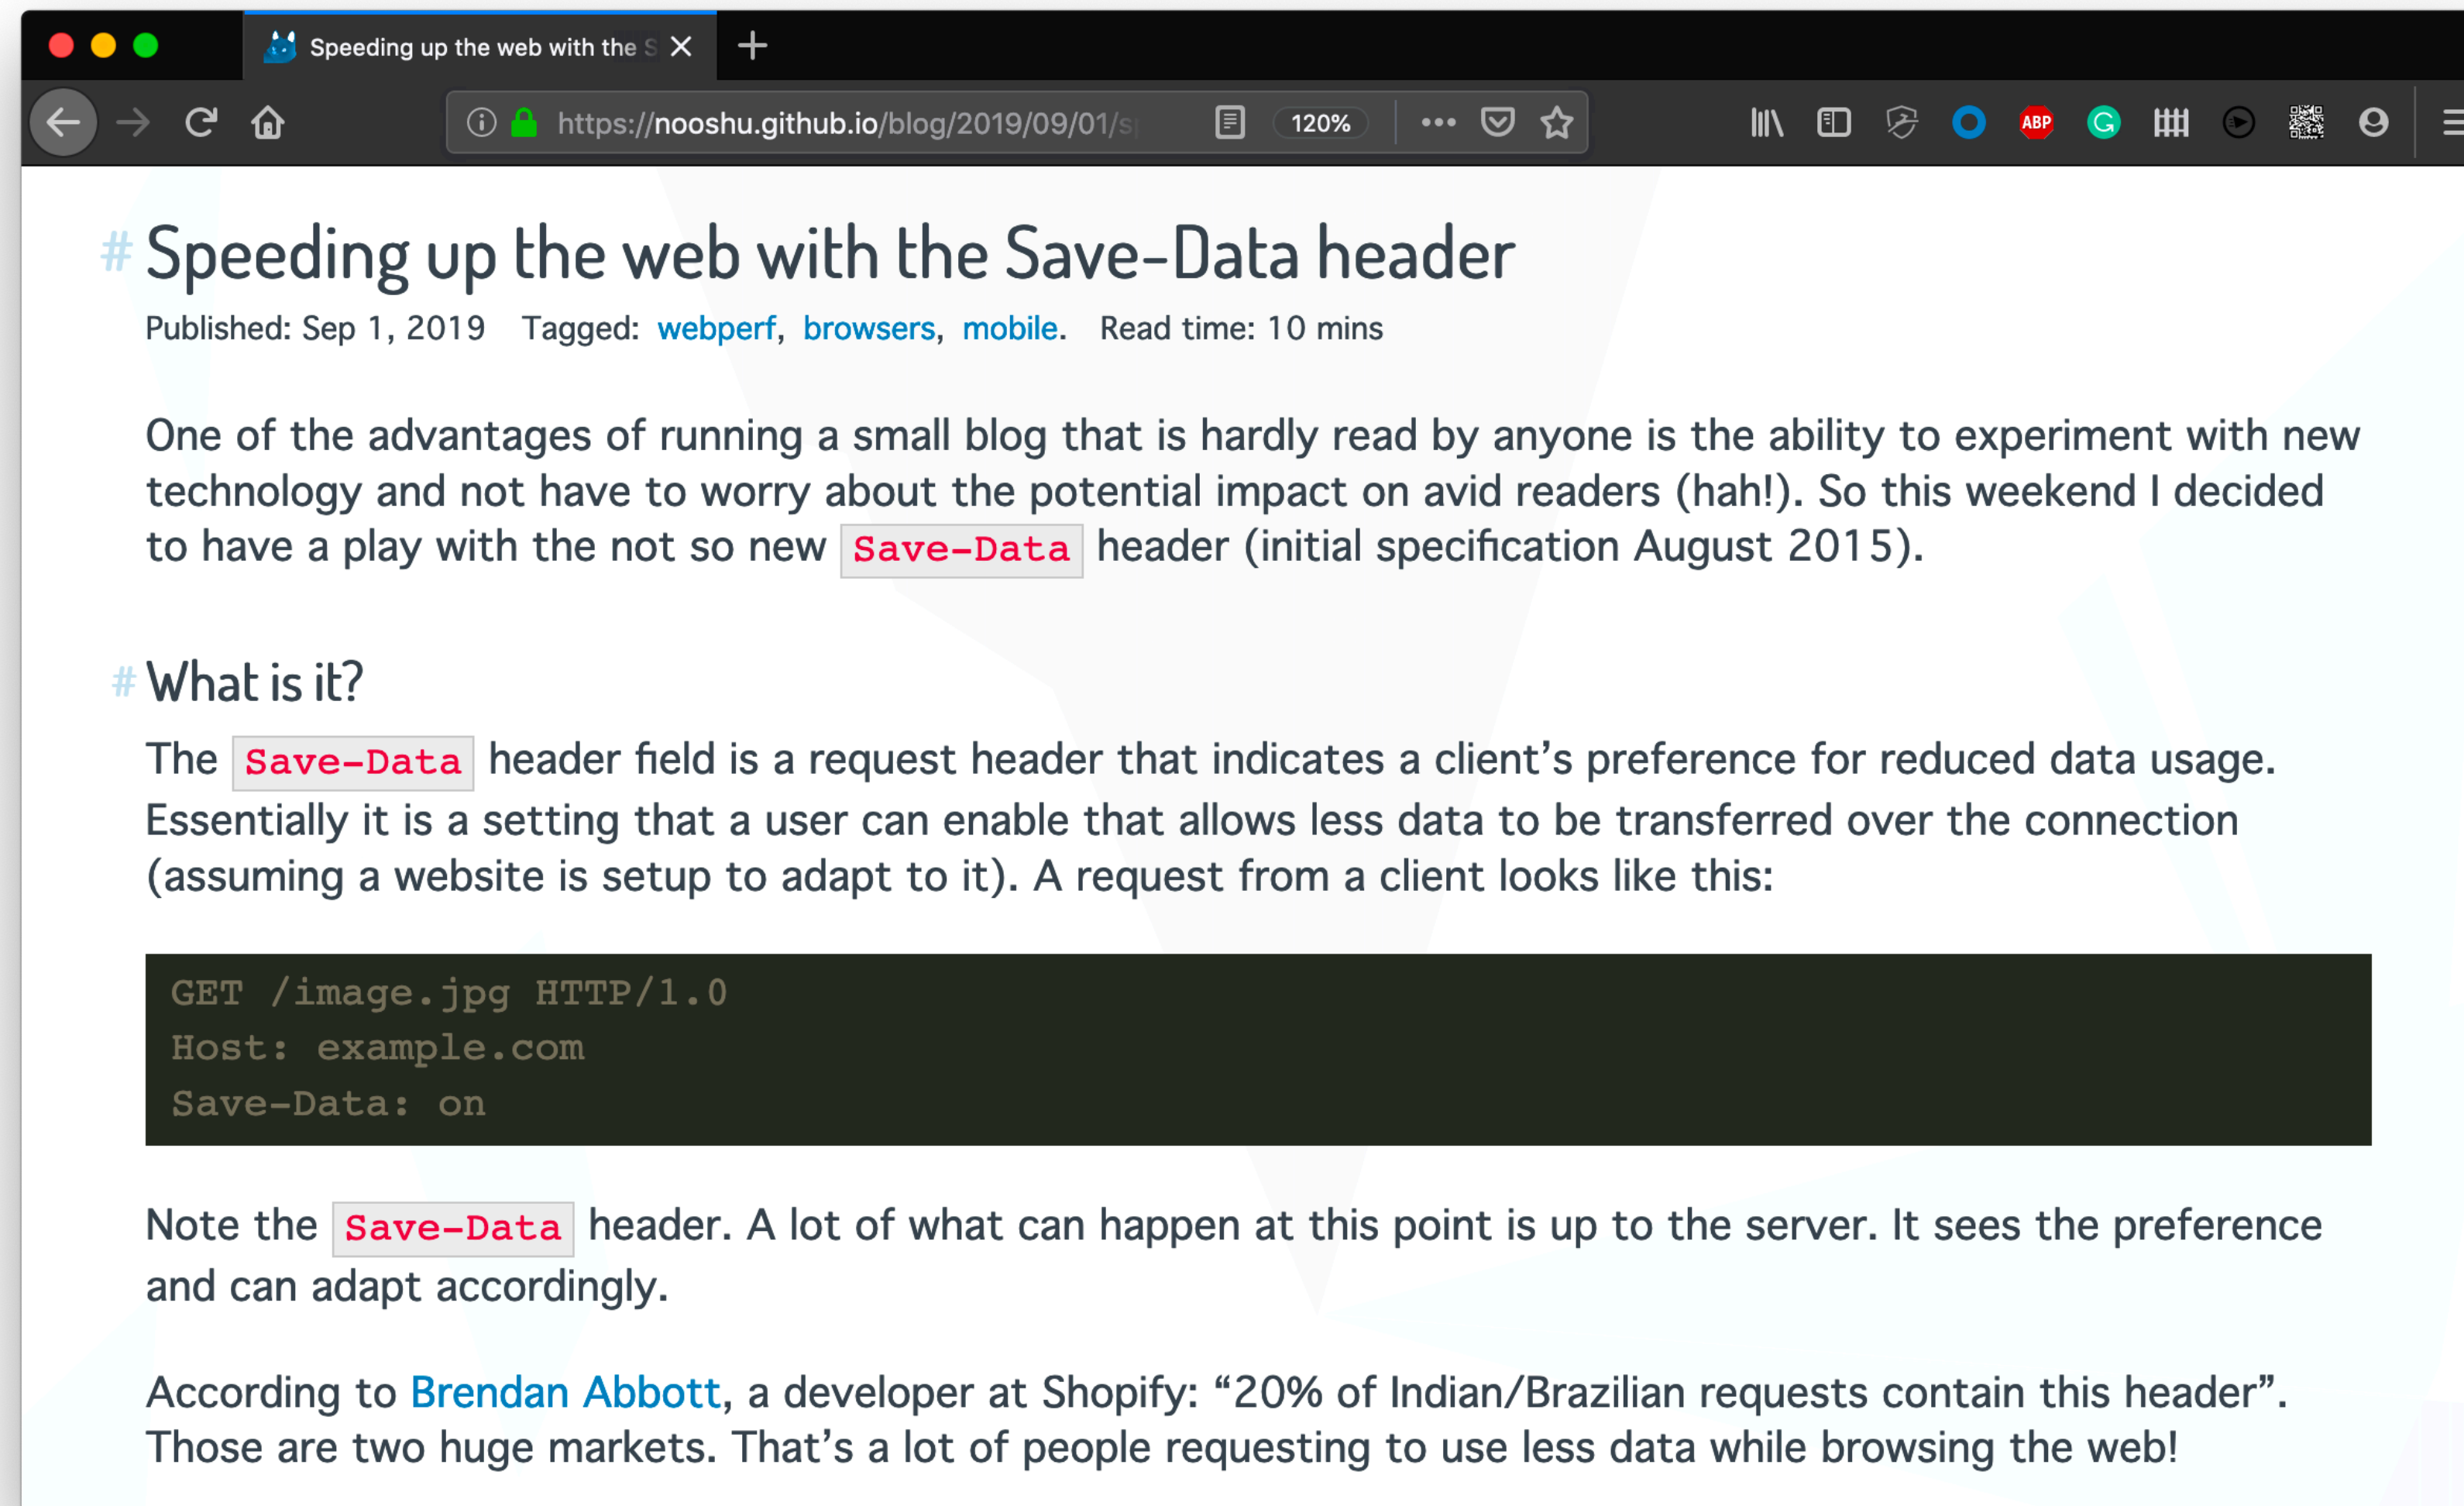 Speeding up the web with the S
https://nooshu.github.io/blog/2019/09/01/s
120%
ABP
# Speeding up the web with the Save-Data header
Published: Sep 1, 2019 Tagged: webperf, browsers, mobile. Read time: 10 mins
One of the advantages of running a small blog that is hardly read by anyone is the ability to experiment with new
technology and not have to worry about the potential impact on avid readers (hah!). So this weekend I decided
to have a play with the not so new Save-Data header (initial specification August 2015).
# What is it?
The Save-Data header field is a request header that indicates a client’s preference for reduced data usage.
Essentially it is a setting that a user can enable that allows less data to be transferred over the connection
(assuming a website is setup to adapt to it). A request from a client looks like this:
GET /image.jpg HTTP/1.0
Host: example.com
Save-Data: on
Note the Save-Data header. A lot of what can happen at this point is up to the server. It sees the preference
and can adapt accordingly.
According to Brendan Abbott, a developer at Shopify: “20% of Indian/Brazilian requests contain this header”.
Those are two huge markets. That’s a lot of people requesting to use less data while browsing the web!